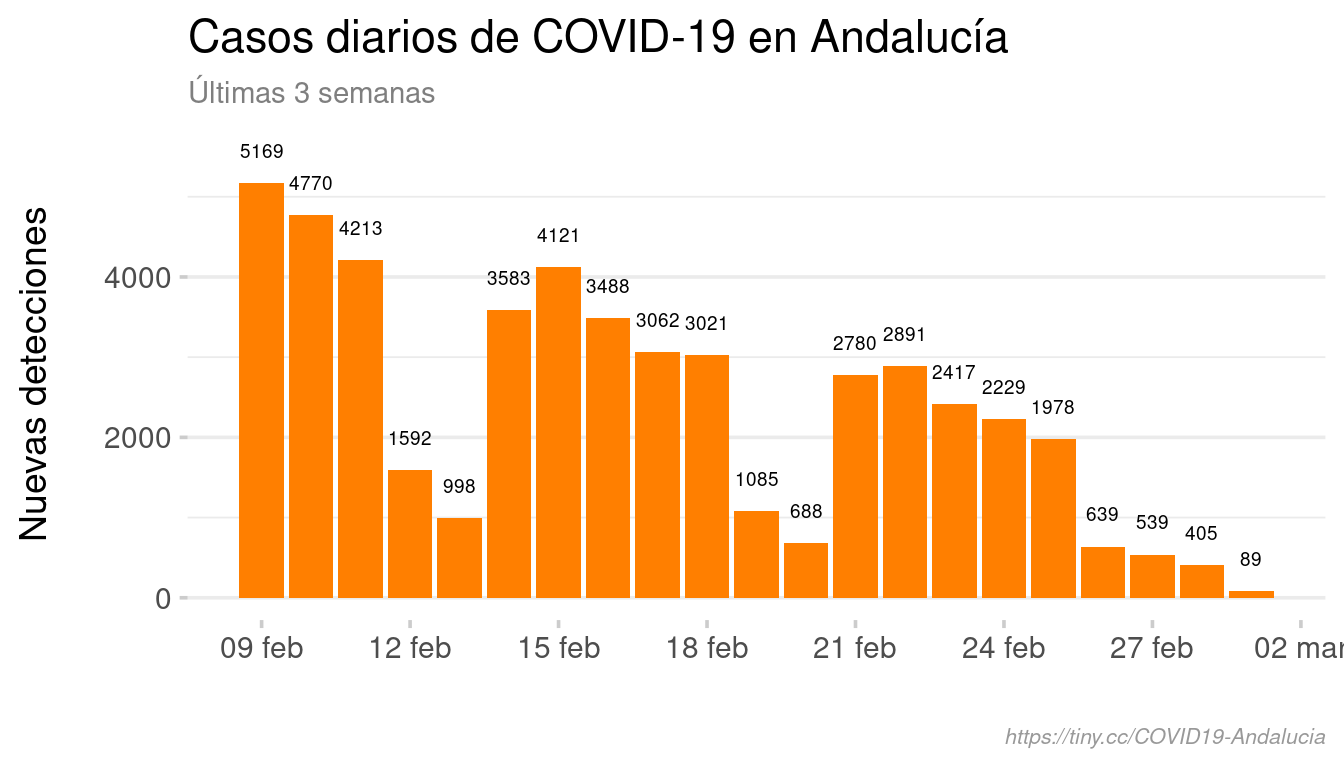 Casos diarios de COVID-19 en Andalucía
Últimas 3 semanas
Nuevas detecciones
5169
4770
4213
1592
998
3583
4121
3488
3062
3021
1085
688
2780
2891
2417
2229
1978
639
539
405
89
4000
2000
0
09 feb
12 feb
15 feb
18 feb
21 feb
24 feb
27 feb
02 mar
https://tiny.cc/COVID19-Andalucia